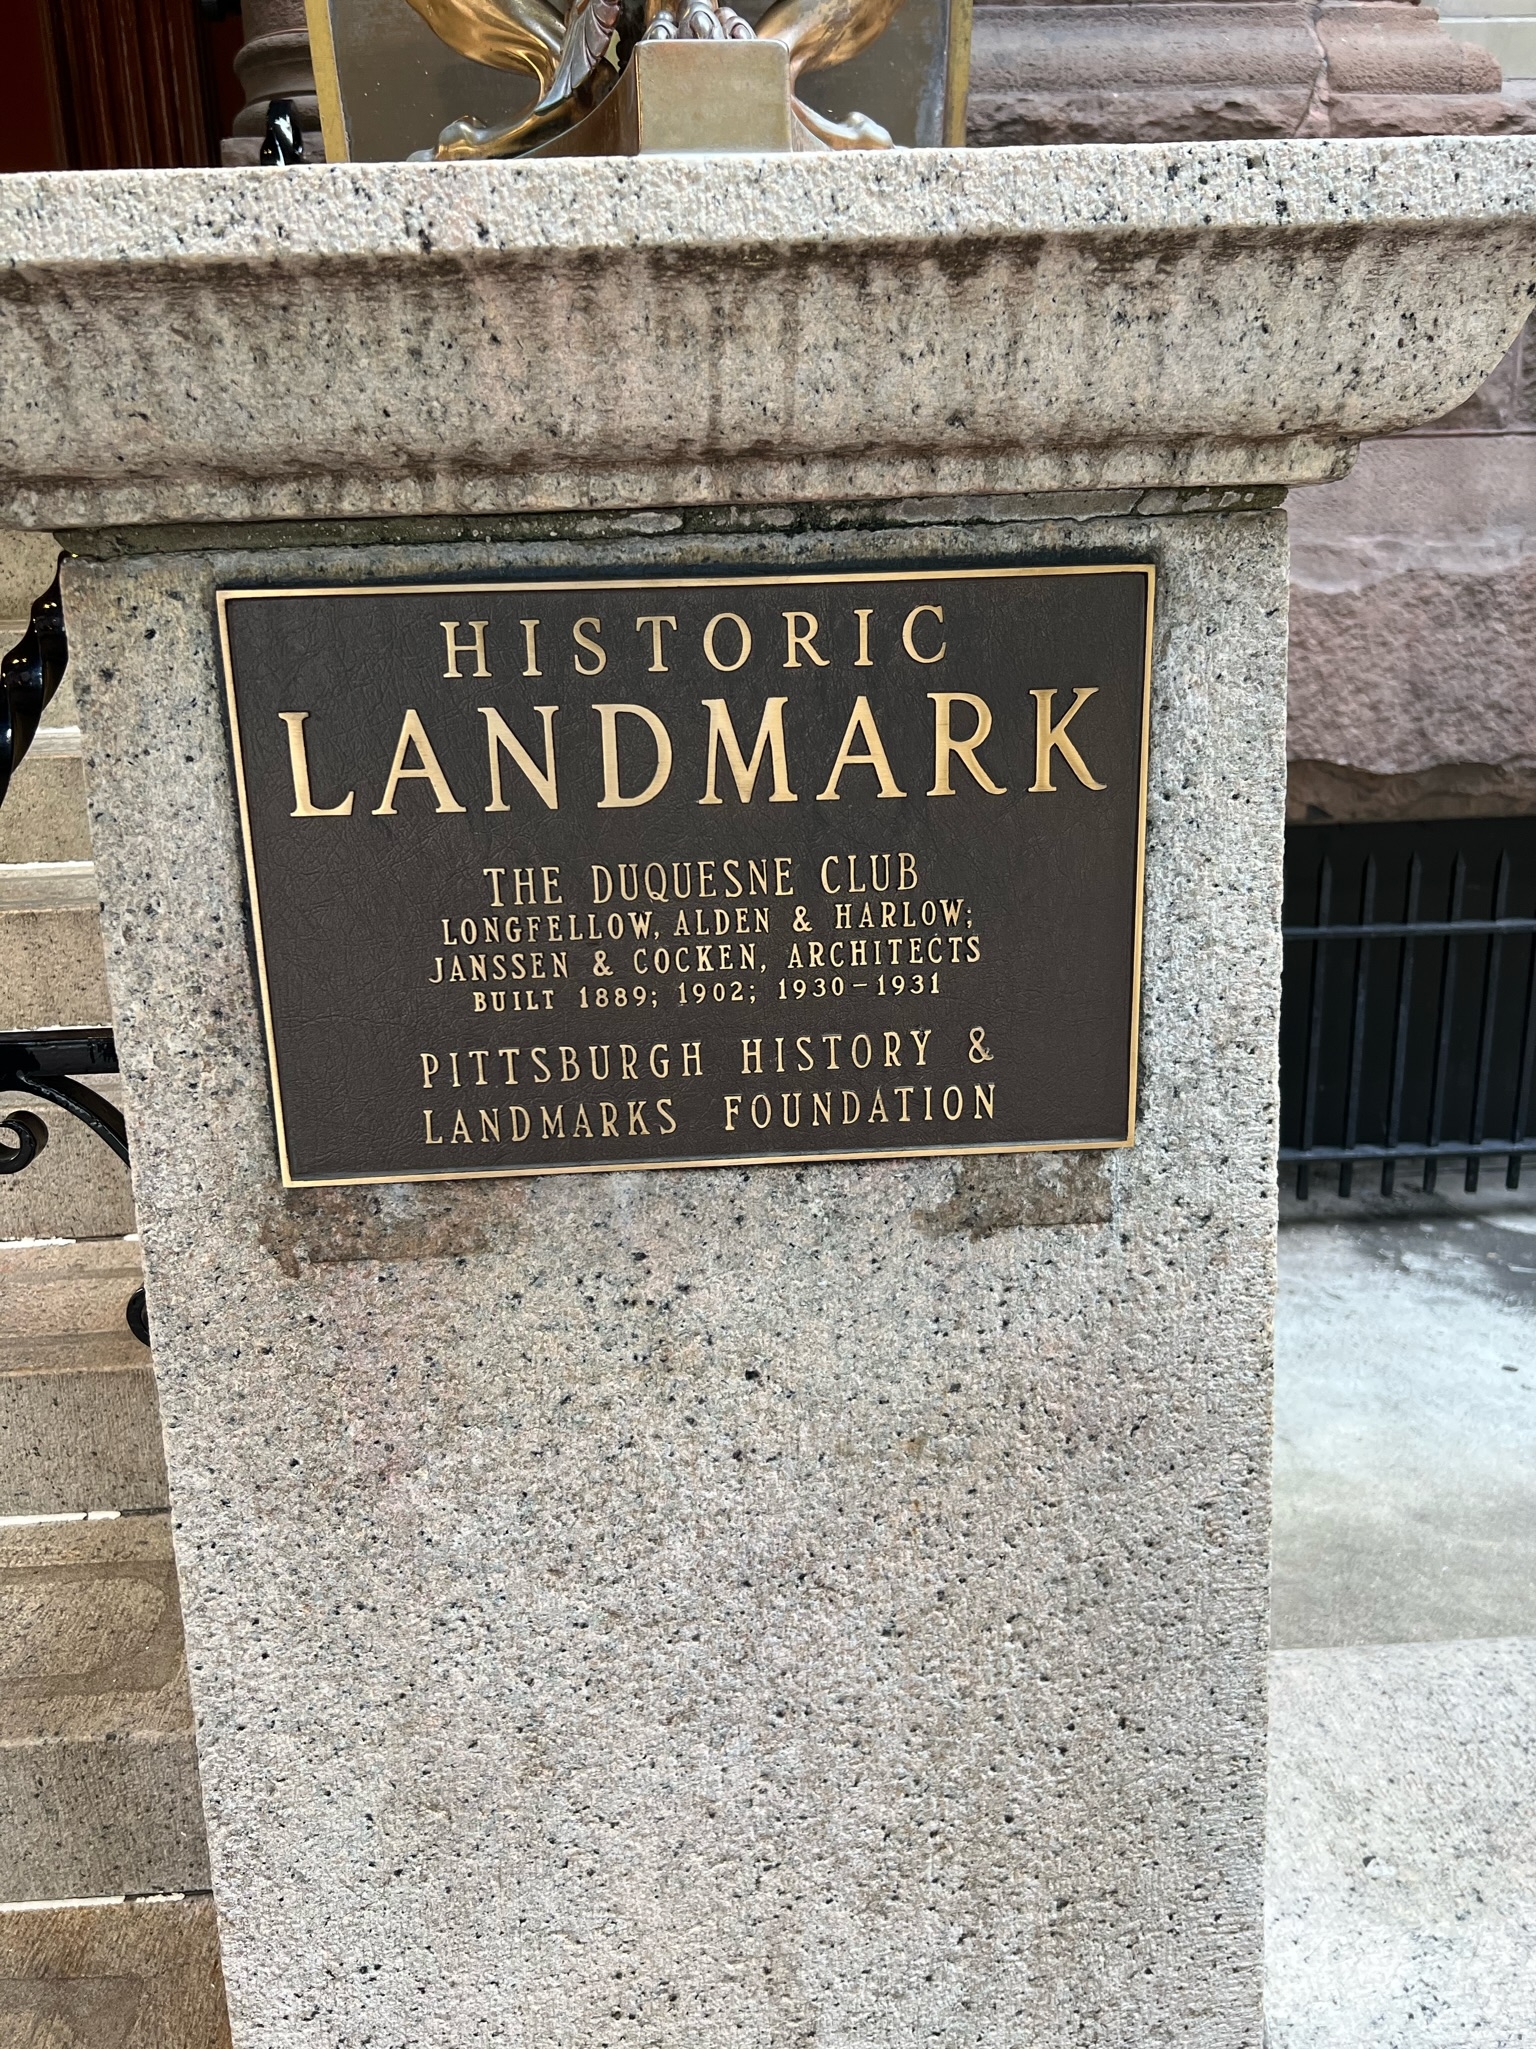 HISTORIC
LANDMARK
THE DUQUESNE CLUB
LONGFELLOW, ALDEN & HARLOW;
JANSSEN & COCKEN, ARCHITECTS
BUILT 1889; 1902; 1930-1931
PITTSBURGH HISTORY &
LANDMARKS FOUNDATION